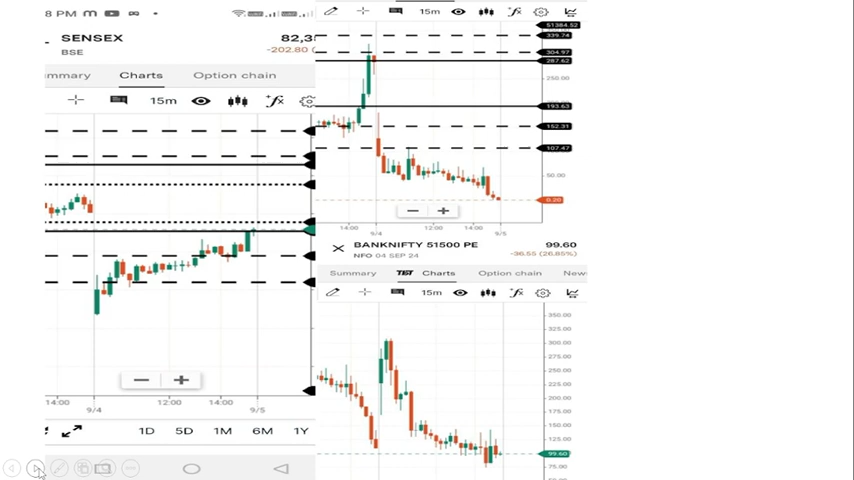 8 PM
SENSEX
BSE
82,3
-202.80
mmary
Charts
Option chain
15m
14:00
9/4
12:00
14:00
9/5
1D
5D
1M
6M
1Y
15m
51384.52
339.74
304.97
287.62
250.00
193.63
107.47
50.00
0.20
14:00
9/4
12:00
14:00
9/5
BANKNIFTY 51500 PE
99.60
NFO 04 SEP 24
-36.55 (26.85%)
Summary
TEST
Charts
Option chain
New
15m
350.00
325.00
300.00
275.00
250.00
225.00
200.00
175.00
150.00
125.00
99.60
75.00